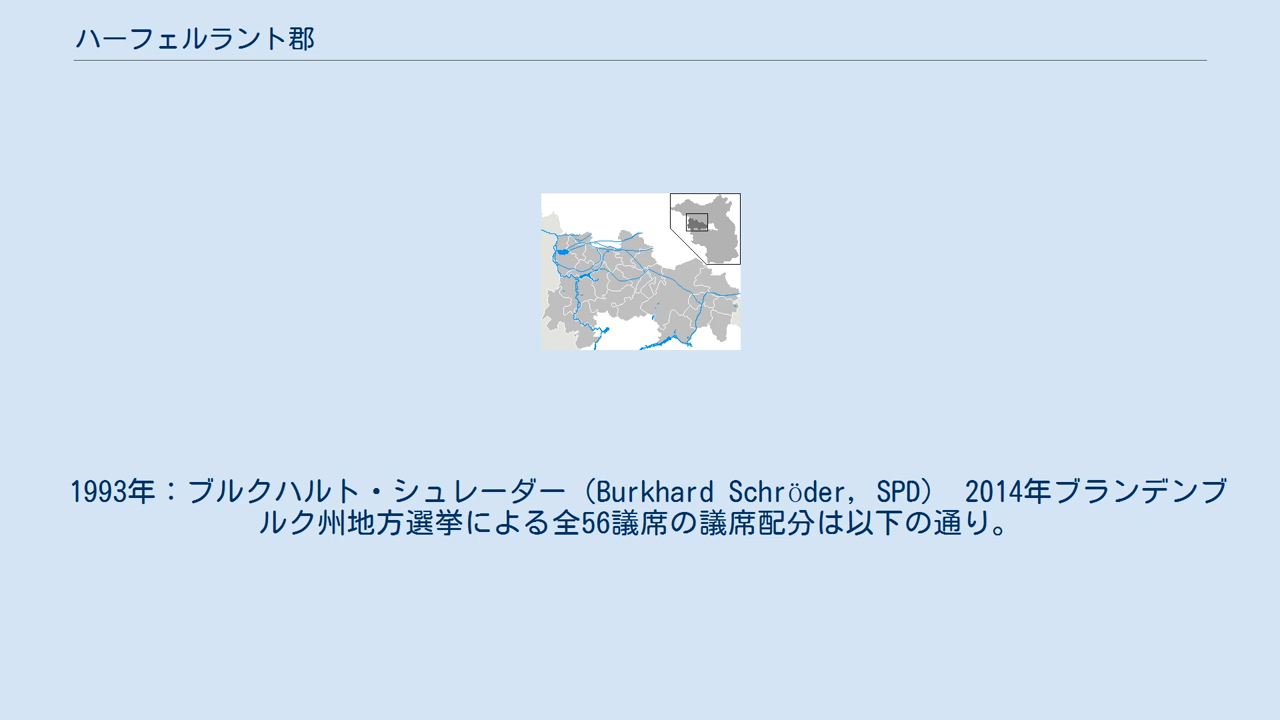 ハーフェルラント郡
1993年：ブルクハルト・シュレーダー（Burkhard Schröder, SPD） 2014年ブランデンブ
ルク州地方選挙による全56議席の議席配分は以下の通り。